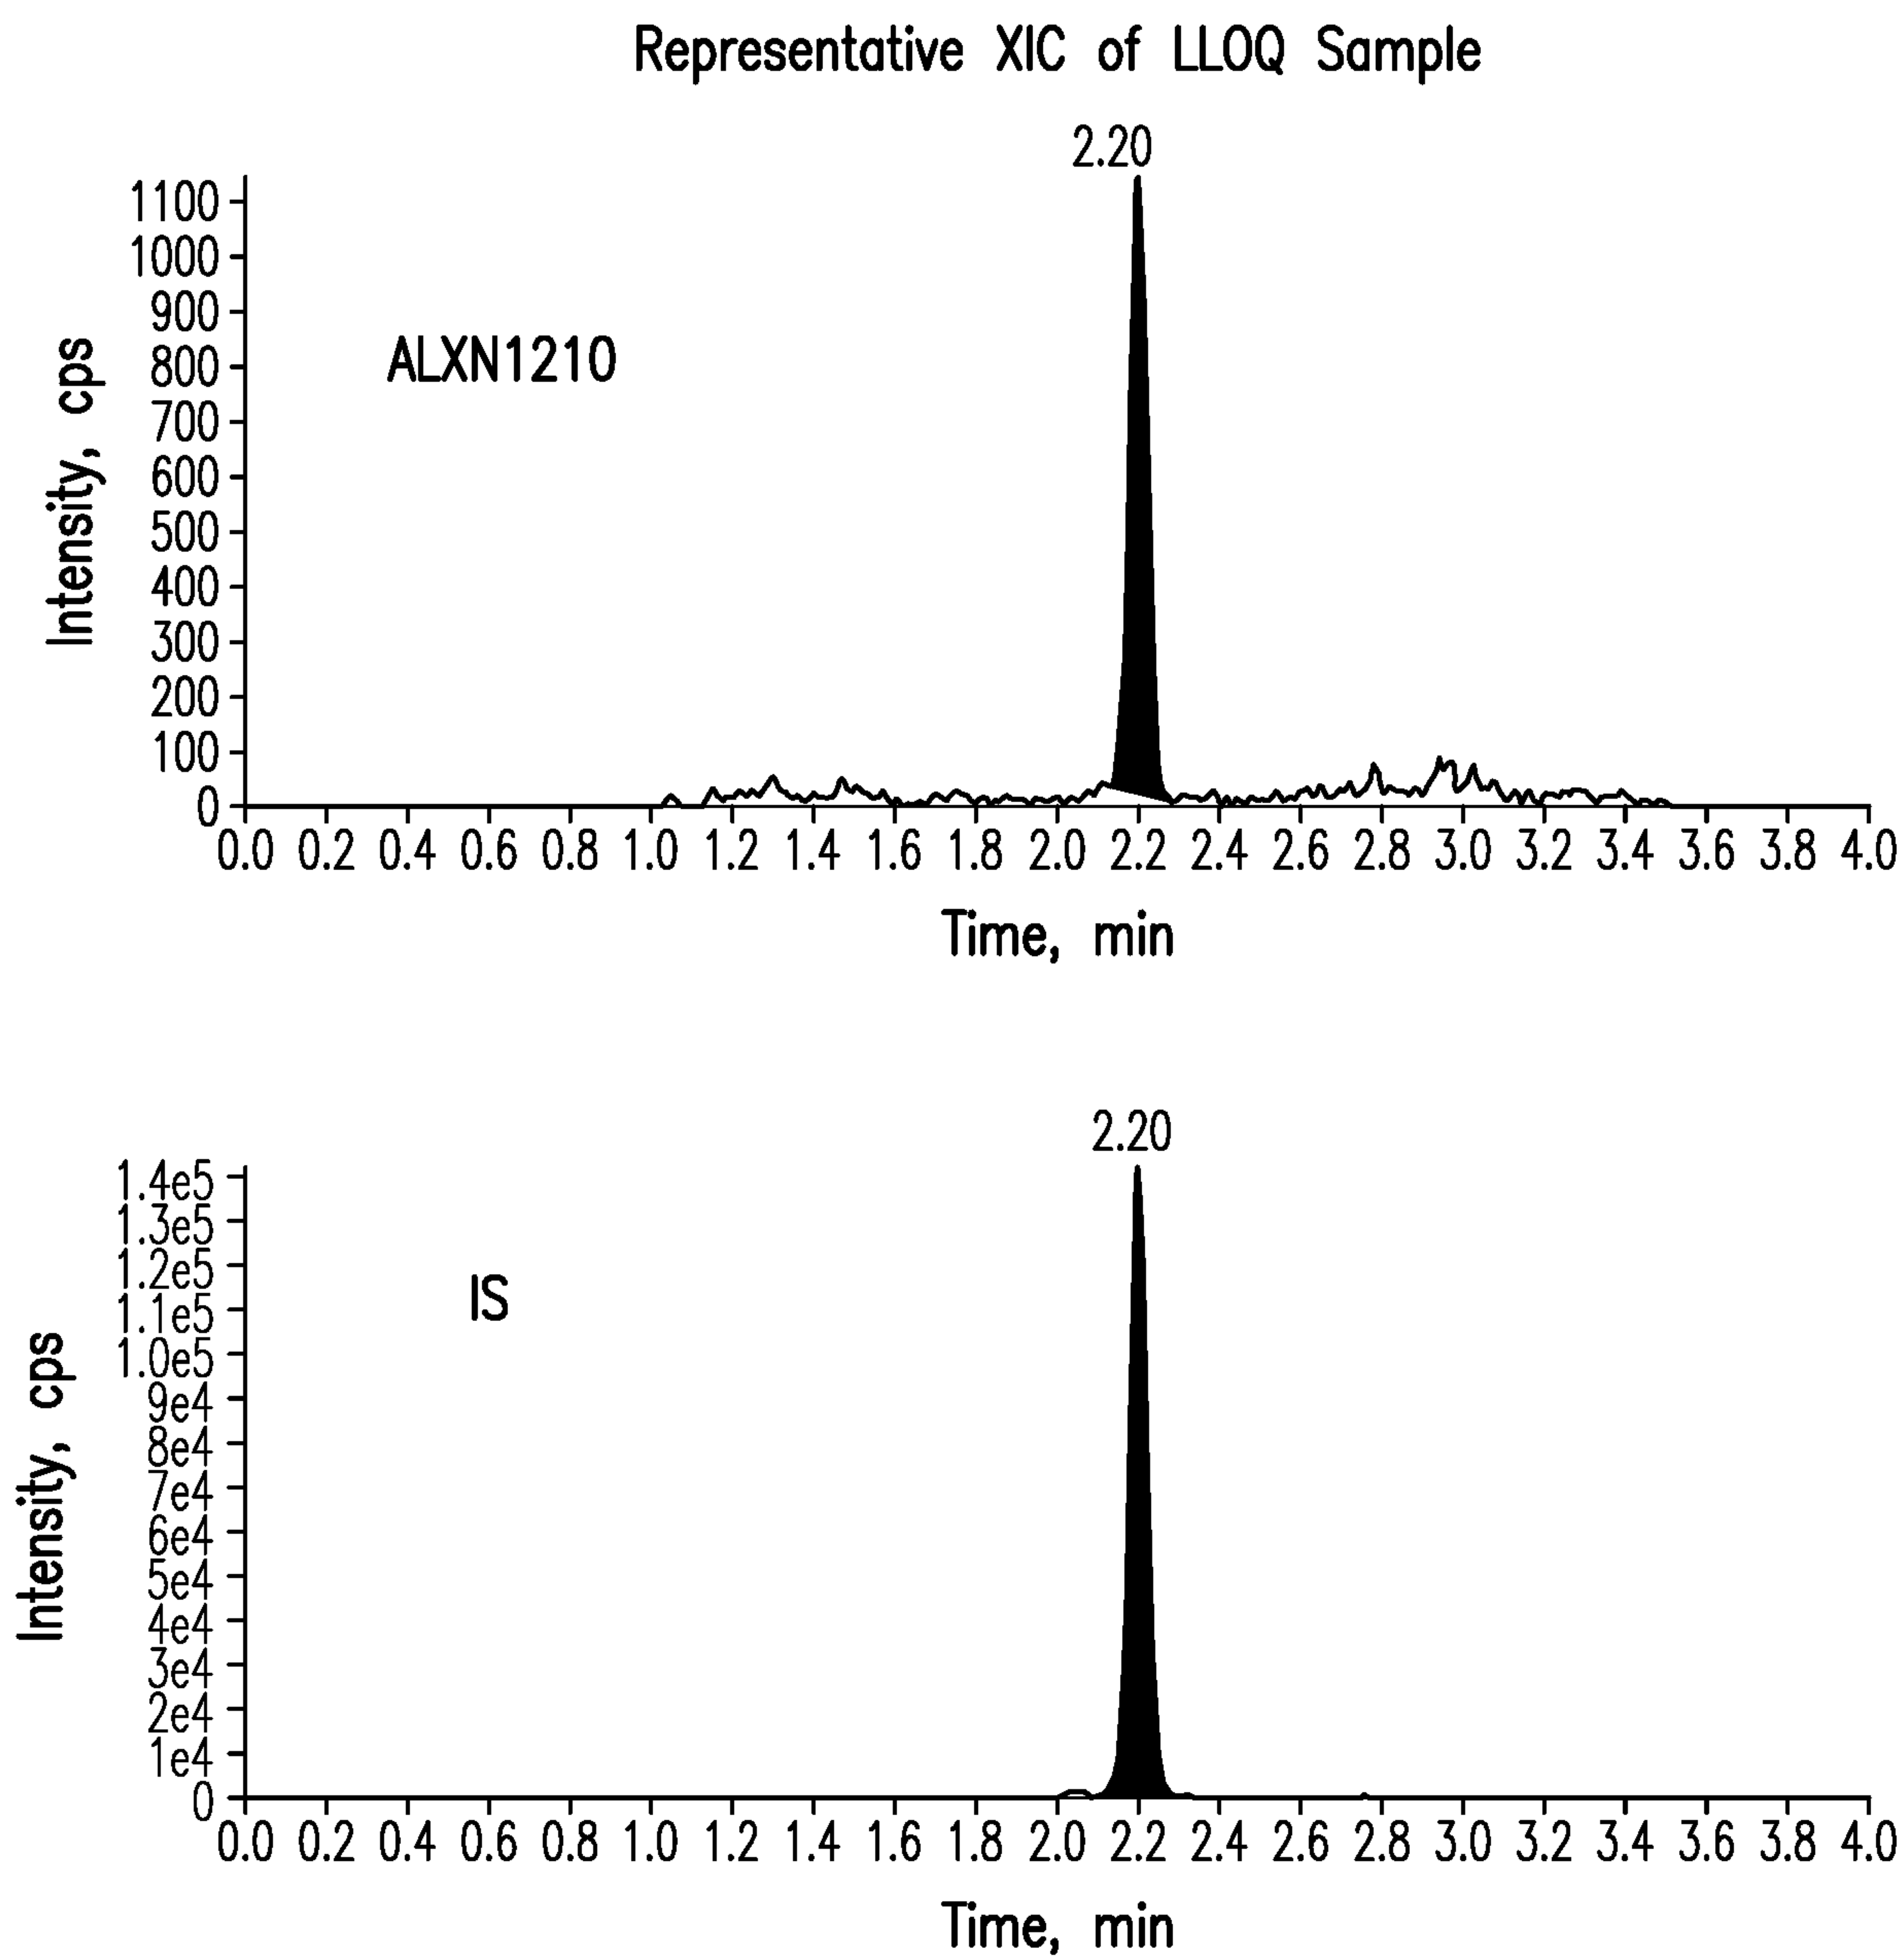 Representative XIC of LLOQ Sample
2.20
1100
1000
900
800
700
600
500
400
300
200
100
0
Intensity, cps
ALXN1210
0.0 0.2 0.4 0.6 0.8 1.0 1.2 1.4 1.6 1.8 2.0 2.2 2.4 2.6 2.8 3.0 3.2 3.4 3.6 3.8 4.0
Time, min
2.20
1.4e5
1.3e5
1.2e5
1.1e5
1.0e5
9e4
8e4
7e4
6e4
5e4
4e4
3e4
2e4
1e4
0
Intensity, cps
IS
0.0 0.2 0.4 0.6 0.8 1.0 1.2 1.4 1.6 1.8 2.0 2.2 2.4 2.6 2.8 3.0 3.2 3.4 3.6 3.8 4.0
Time, min